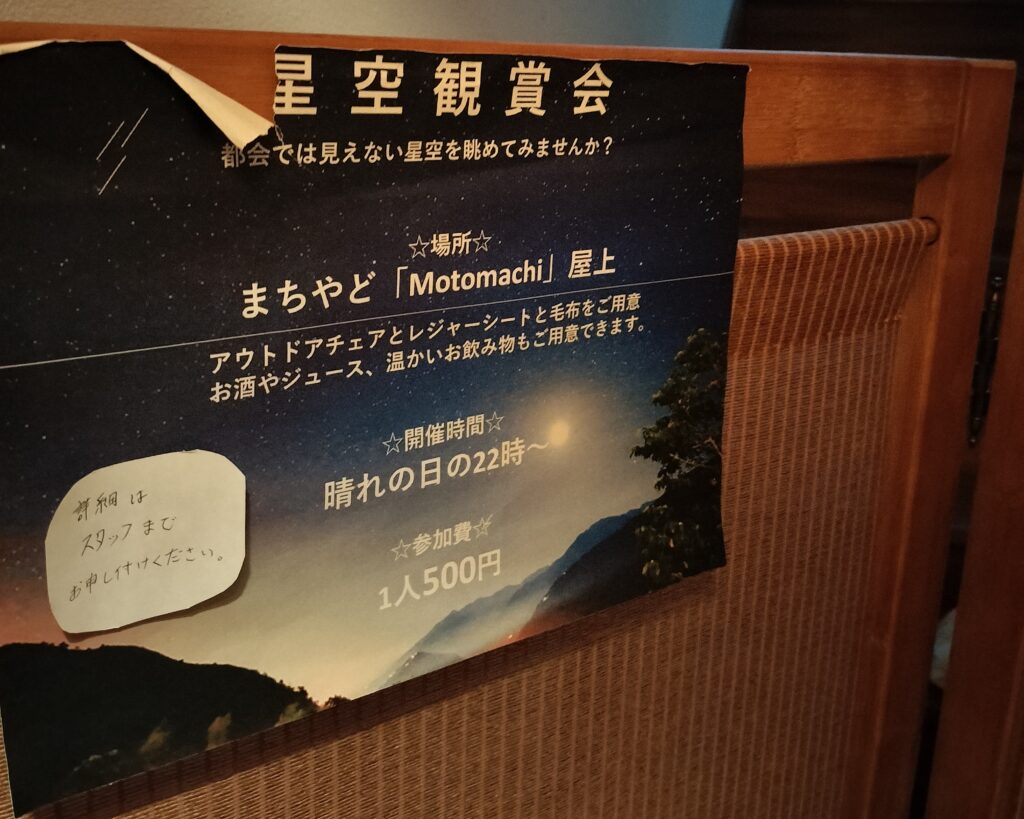 星空観賞会
都会では見えない星空を眺めてみませんか?
☆場所☆
まちやど「Motomachi」屋上
アウトドアチェアとレジャーシートと毛布をご用意
お酒やジュース、温かいお飲み物もご用意できます。
☆開催時間☆
晴れの日の22時～
☆参加費☆
1人500円
詳細は
スタッフまで
お申し付けください。